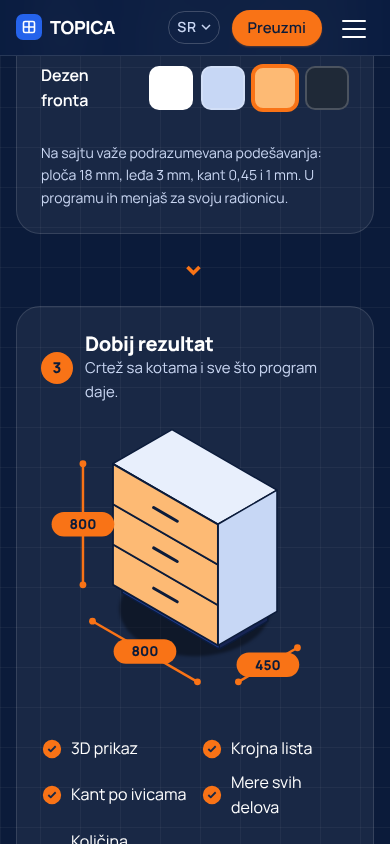 TOPICA
SR
Preuzmi
Dezen
fronta
Na sajtu važe podrazumevana podešavanja:
ploča 18 mm, leđa 3 mm, kant 0,45 i 1 mm. U
programu ih menjaš za svoju radionicu.
3
Dobij rezultat
Crtež sa kotama i sve što program
daje.
800
800
450
3D prikaz
Krojna lista
Kant po ivicama
Mere svih
delova
Količina